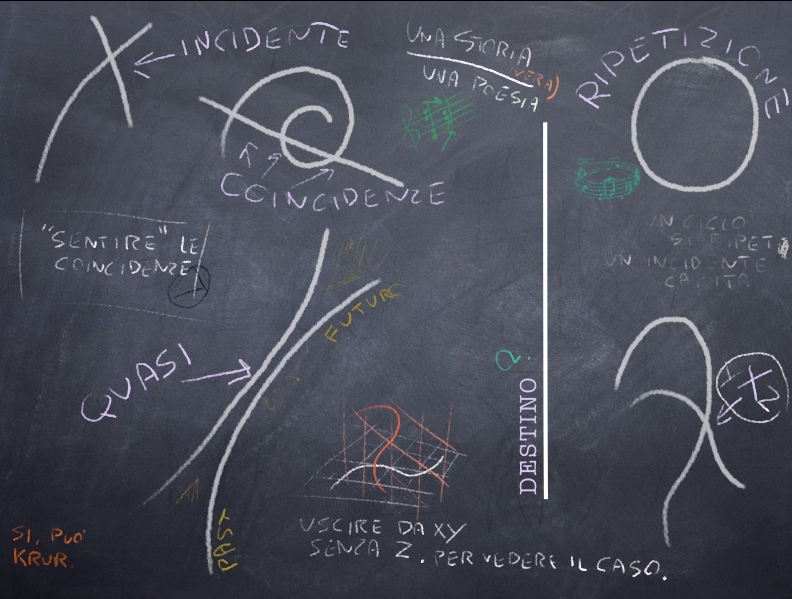 INCIDENTE
UNA STORIA
VERA)
UNA POESIA
RIPETIZIONE
COINCIDENZE
"SENTIRE" LE
COINCIDENZE
UN CICLO
SI RIPETE
UN INCIDENTE
CAPITA
FUTURO
QUASI
?
DESTINO
PAST
USCIRE DA XY
SENZA Z. PER VEDERE IL CASO.
SI, PUO'
KRUR.